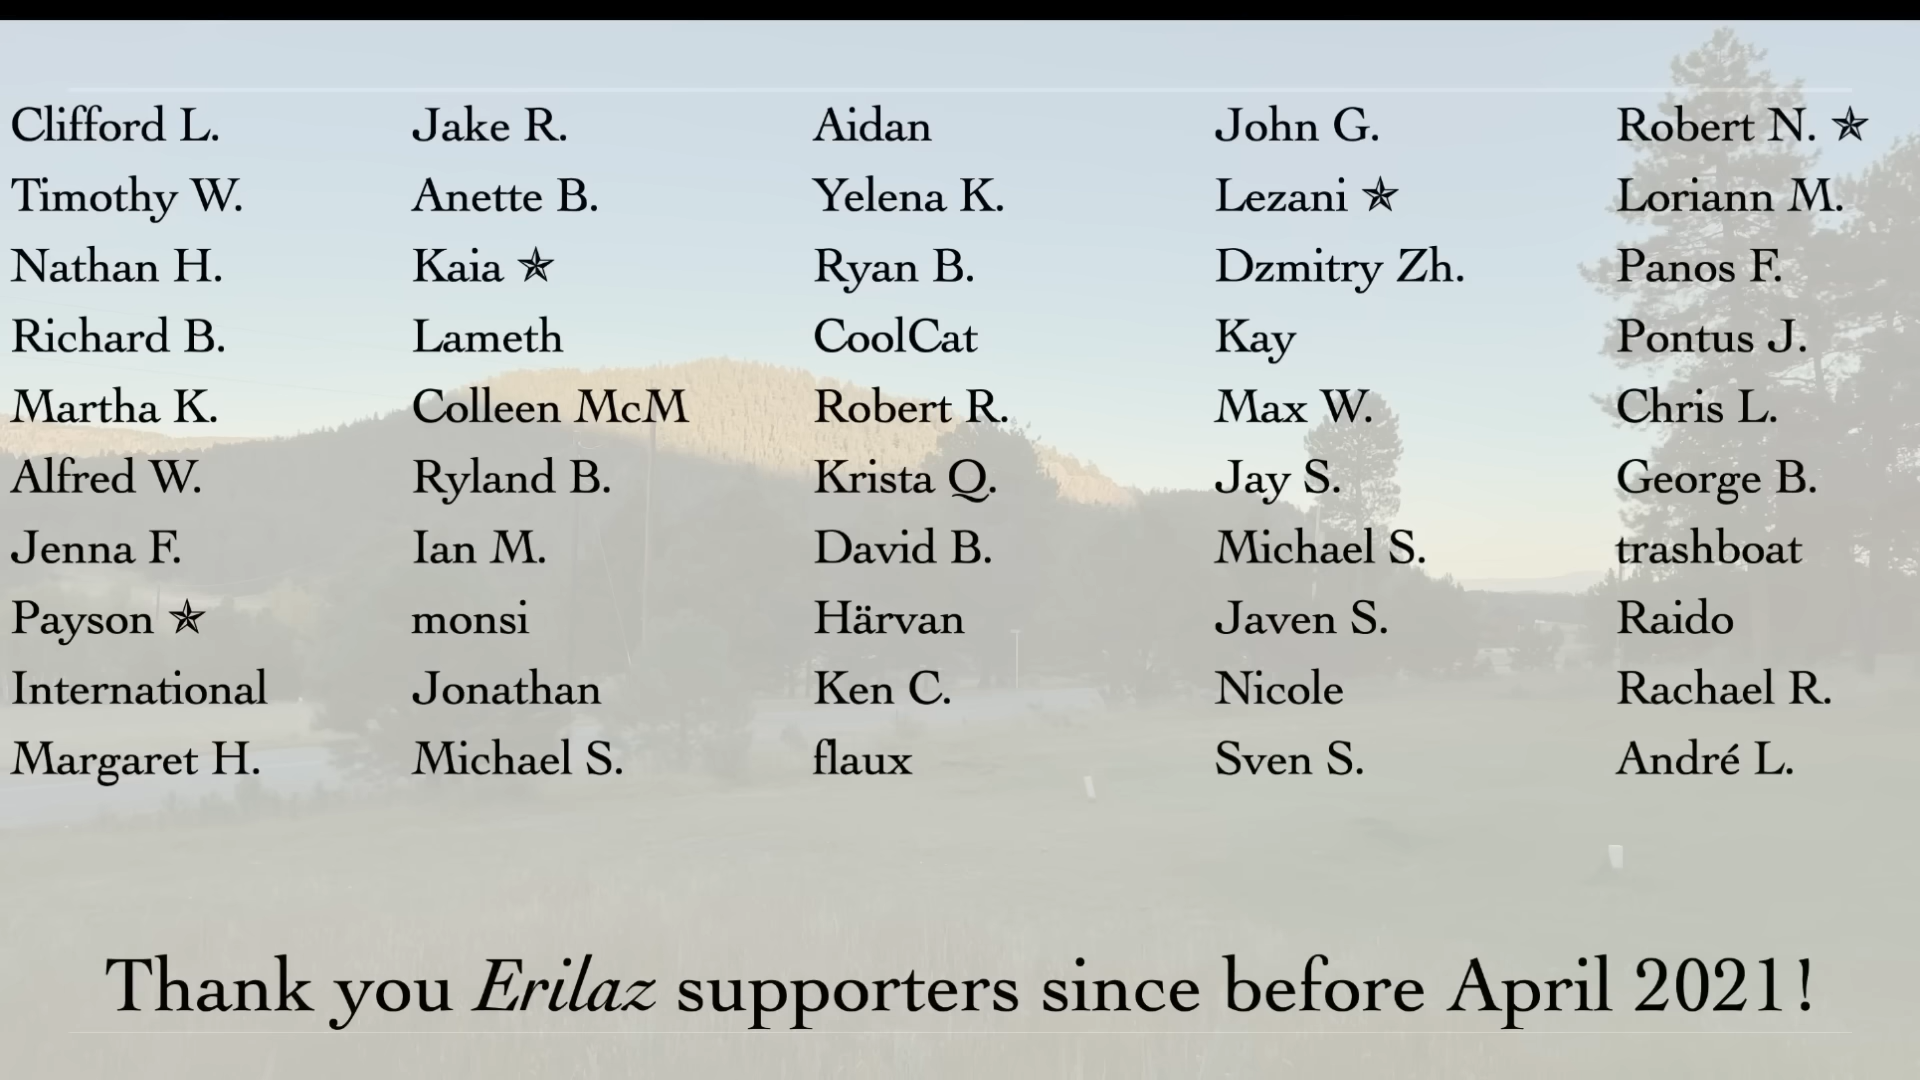 Clifford L.
Timothy W.
Nathan H.
Richard B.
Martha K.
Alfred W.
Jenna F.
Payson ✯
International
Margaret H.
Jake R.
Anette B.
Kaia ✯
Lameth
Colleen McM
Ryland B.
Ian M.
monsi
Jonathan
Michael S.
Aidan
Yelena K.
Ryan B.
CoolCat
Robert R.
Krista Q.
David B.
Härvan
Ken C.
flaux
John G.
Lezani ✯
Dzmitry Zh.
Kay
Max W.
Jay S.
Michael S.
Javen S.
Nicole
Sven S.
Robert N. ✯
Loriann M.
Panos F.
Pontus J.
Chris L.
George B.
trashboat
Raido
Rachael R.
André L.
Thank you Erilaz supporters since before April 2021!